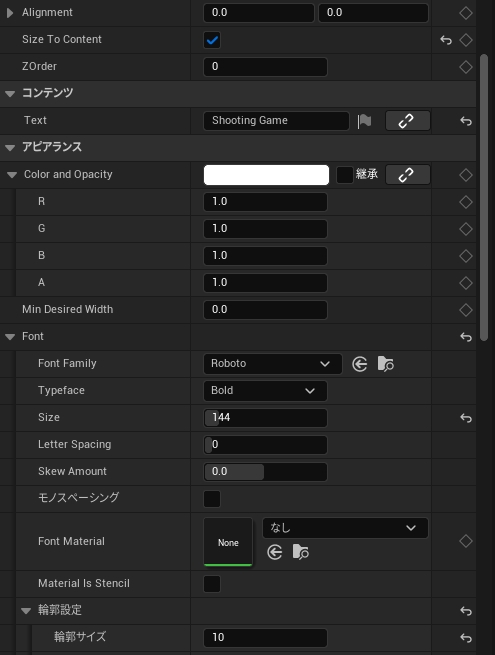 Alignment 0.0 0.0
Size To Content
ZOrder 0
コンテンツ
Text Shooting Game
アピアランス
Color and Opacity 継承
R 1.0
G 1.0
B 1.0
A 1.0
Min Desired Width 0.0
Font
Font Family Roboto
Typeface Bold
Size 144
Letter Spacing 0
Skew Amount 0.0
モノスペーシング
Font Material None なし
Material Is Stencil
輪郭設定
輪郭サイズ 10